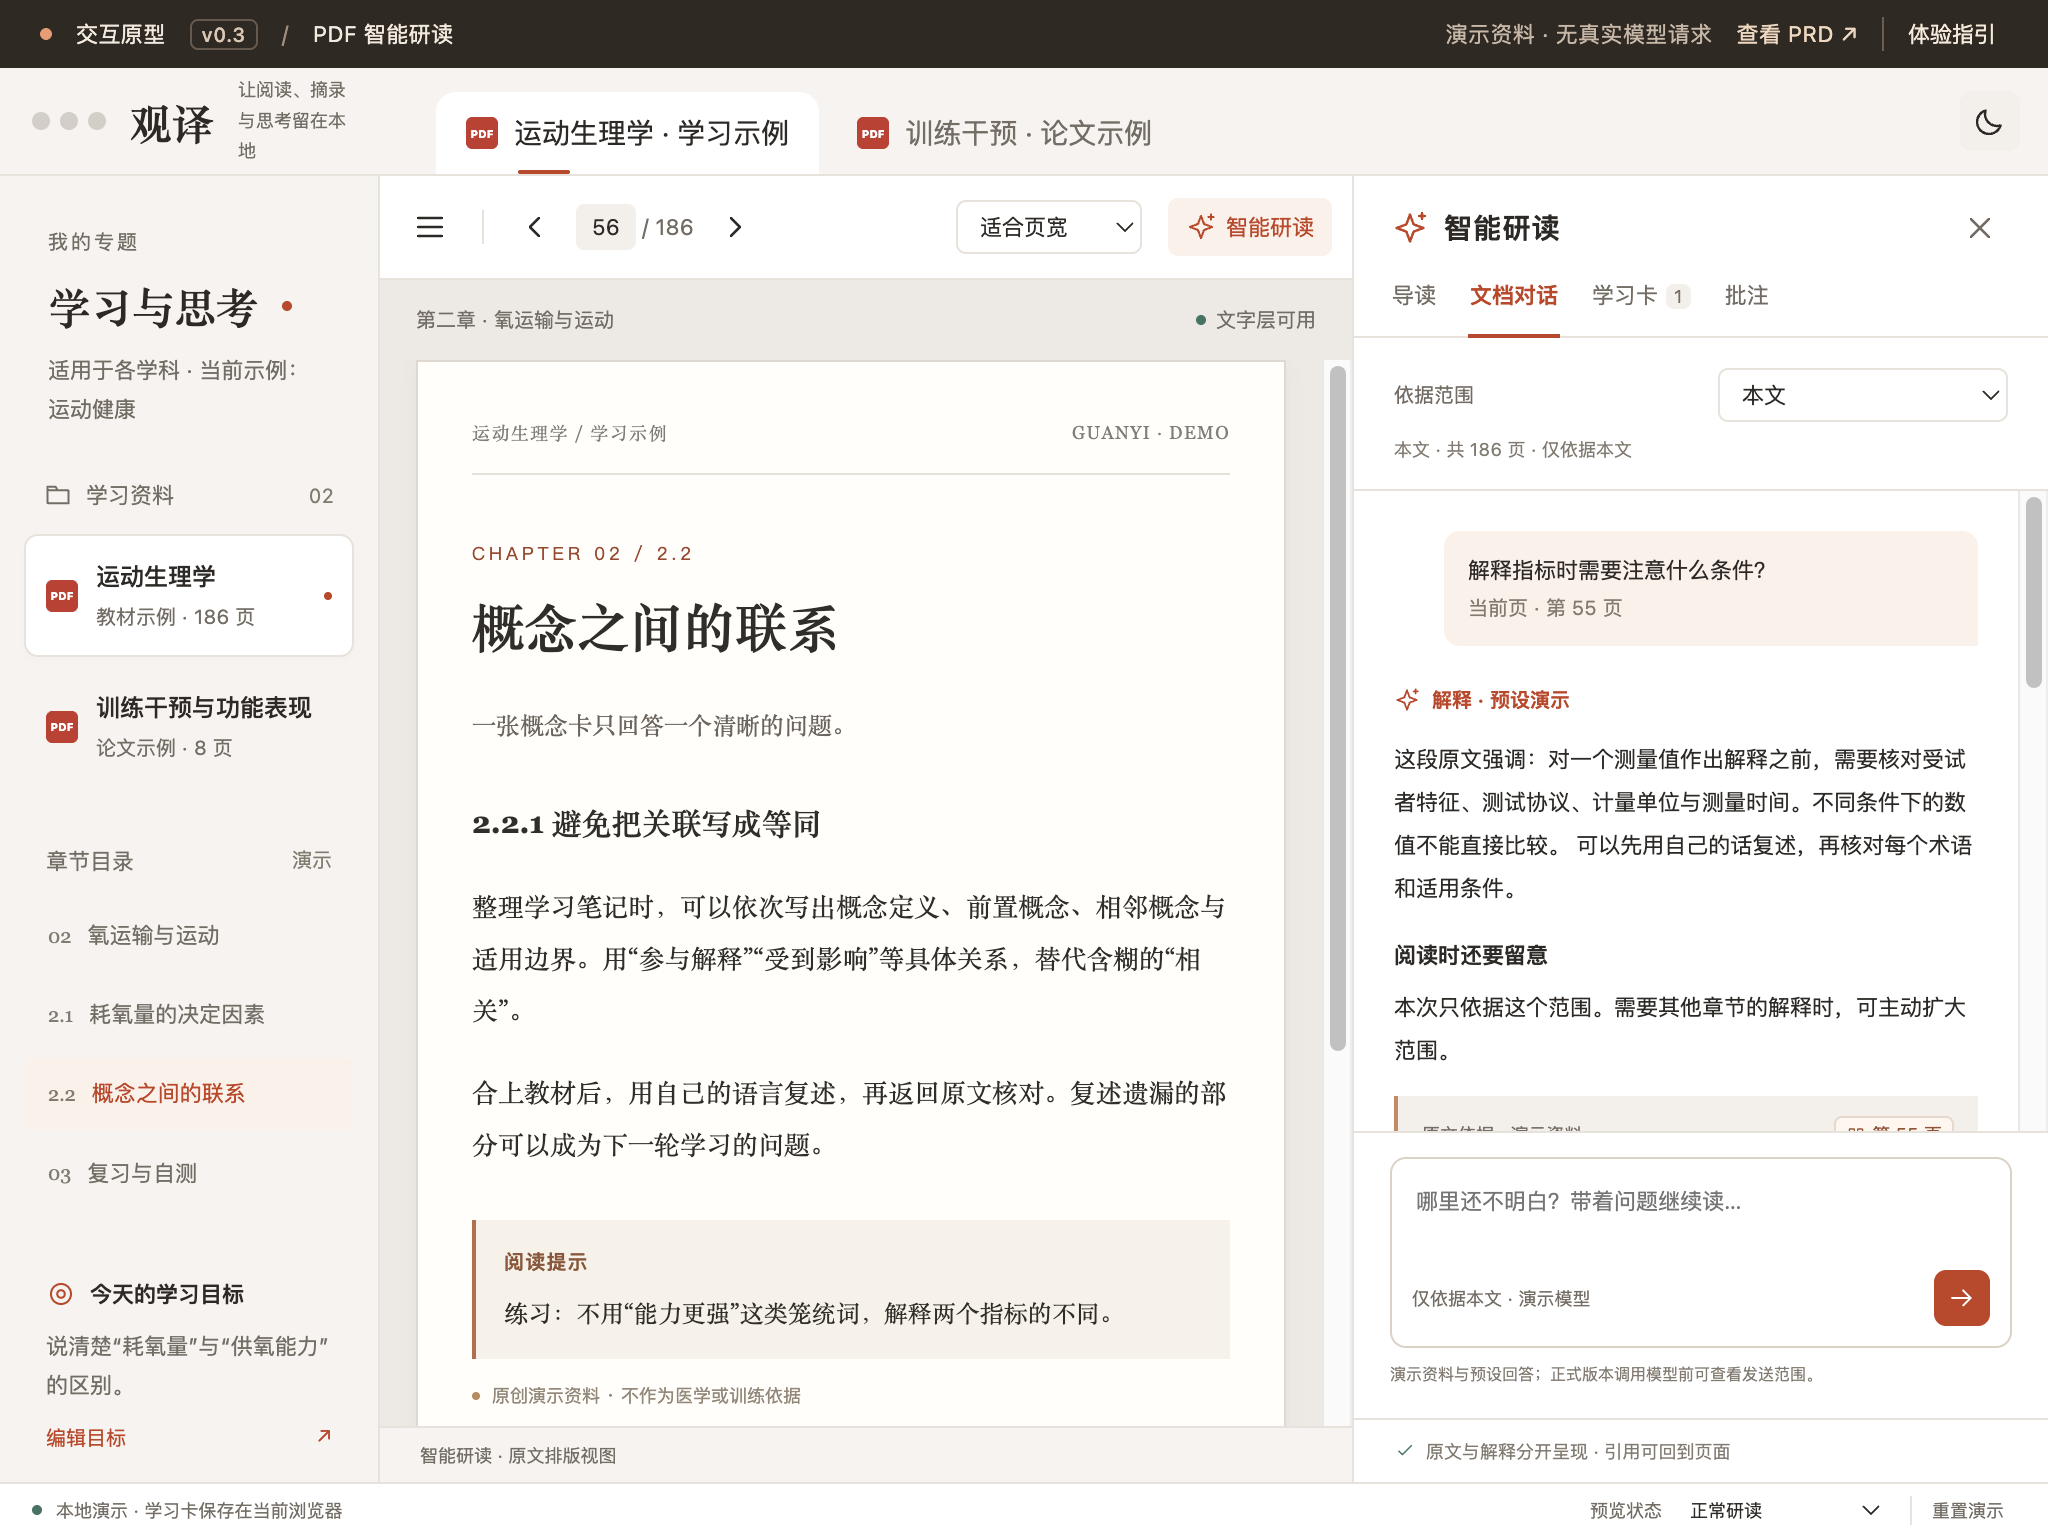 交互原型 v0.3 / PDF 智能研读
演示资料 · 无真实模型请求 查看 PRD ↗ 体验指引
观译
让阅读、摘录
与思考留在本
地
PDF 运动生理学 · 学习示例
PDF 训练干预 · 论文示例
我的专题
学习与思考
适用于各学科 · 当前示例：
运动健康
学习资料 02
PDF
运动生理学
教材示例 · 186 页
PDF
训练干预与功能表现
论文示例 · 8 页
章节目录 演示
02 氧运输与运动
2.1 耗氧量的决定因素
2.2 概念之间的联系
03 复习与自测
今天的学习目标
说清楚“耗氧量”与“供氧能力”
的区别。
编辑目标 ↗
56 / 186
适合页宽
智能研读
第二章 · 氧运输与运动
文字层可用
运动生理学 / 学习示例
GUANYI · DEMO
CHAPTER 02 / 2.2
概念之间的联系
一张概念卡只回答一个清晰的问题。
2.2.1 避免把关联写成等同
整理学习笔记时，可以依次写出概念定义、前置概念、相邻概念与
适用边界。用“参与解释”“受到影响”等具体关系，替代含糊的“相
关”。
合上教材后，用自己的语言复述，再返回原文核对。复述遗漏的部
分可以成为下一轮学习的问题。
阅读提示
练习：不用“能力更强”这类笼统词，解释两个指标的不同。
原创演示资料 · 不作为医学或训练依据
智能研读 · 原文排版视图
智能研读
导读 文档对话 学习卡 1 批注
依据范围 本文
本文 · 共 186 页 · 仅依据本文
解释指标时需要注意什么条件？
当前页 · 第 55 页
解释 · 预设演示
这段原文强调：对一个测量值作出解释之前，需要核对受试
者特征、测试协议、计量单位与测量时间。不同条件下的数
值不能直接比较。 可以先用自己的话复述，再核对每个术语
和适用条件。
阅读时还要留意
本次只依据这个范围。需要其他章节的解释时，可主动扩大
范围。
原文依据 · 演示资料 第 55 页
哪里还不明白？带着问题继续读...
仅依据本文 · 演示模型
演示资料与预设回答；正式版本调用模型前可查看发送范围。
原文与解释分开呈现 · 引用可回到页面
本地演示 · 学习卡保存在当前浏览器
预览状态 正常研读 重置演示